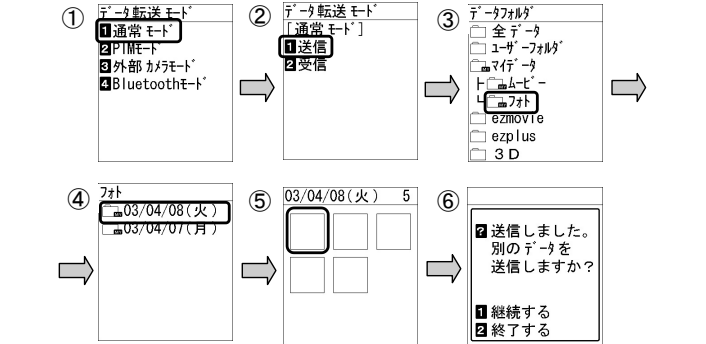 ①
ﾃﾞｰﾀ転送ﾓｰﾄﾞ
1通常ﾓｰﾄﾞ
2PIMﾓｰﾄﾞ
3外部ｶﾒﾗﾓｰﾄﾞ
4Bluetoothﾓｰﾄﾞ
②
ﾃﾞｰﾀ転送ﾓｰﾄﾞ
[通常ﾓｰﾄﾞ]
1送信
2受信
③
ﾃﾞｰﾀﾌｫﾙﾀﾞ
全ﾃﾞｰﾀ
ﾕｰｻﾞｰﾌｫﾙﾀﾞ
ﾏｲﾃﾞｰﾀ
ﾑｰﾋﾞｰ
ﾌｫﾄ
ezmovie
ezplus
３Ｄ
④
ﾌｫﾄ
03/04/08(火)
03/04/07(月)
⑤
03/04/08(火) 5
⑥
?送信しました。
別のﾃﾞｰﾀを
送信しますか？
1継続する
2終了する